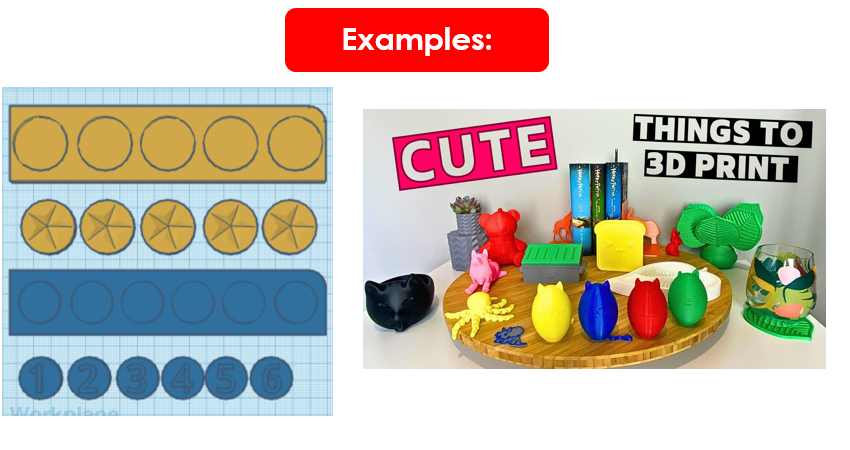 Examples:
1 2 3 4 5 6
Workplane
CUTE
THINGS TO
3D PRINT